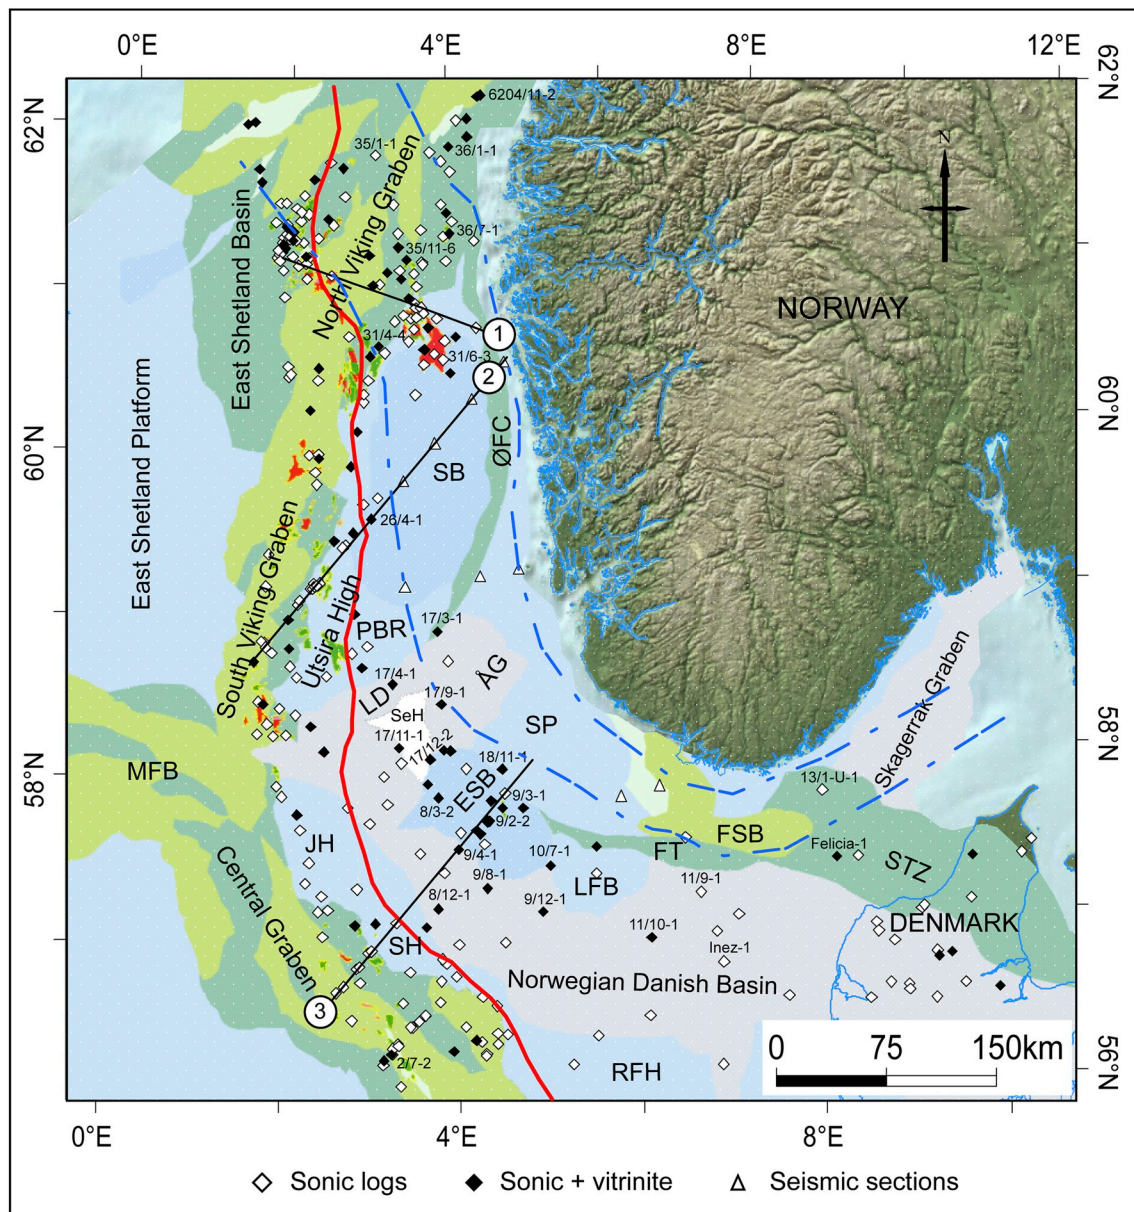 0°E
4°E
8°E
12°E
62°N
62°N
6204/11-2
N
35/1-1
36/1-1
North Viking Graben
East Shetland Basin
36/7-1
35/11-6
NORWAY
1
31/4-4
31/6-3
2
60°N
60°N
East Shetland Platform
ØFC
SB
26/4-1
South Viking Graben
Utsira High
PBR
17/3-1
Skagerrak Graben
ÅG
17/4-1
LD
17/9-1
SeH
SP
58°N
58°N
17/11-1
17/12-2
18/11-1
MFB
13/1-U-1
ESB
8/3-2
9/3-1
9/2-2
FSB
JH
Felicia-1
9/4-1
10/7-1
FT
STZ
9/8-1
LFB
11/9-1
Central Graben
8/12-1
9/12-1
DENMARK
11/10-1
Inez-1
SH
Norwegian Danish Basin
3
0
75
150km
2/7-2
RFH
56°N
0°E
4°E
8°E
Sonic logs
Sonic + vitrinite
Seismic sections